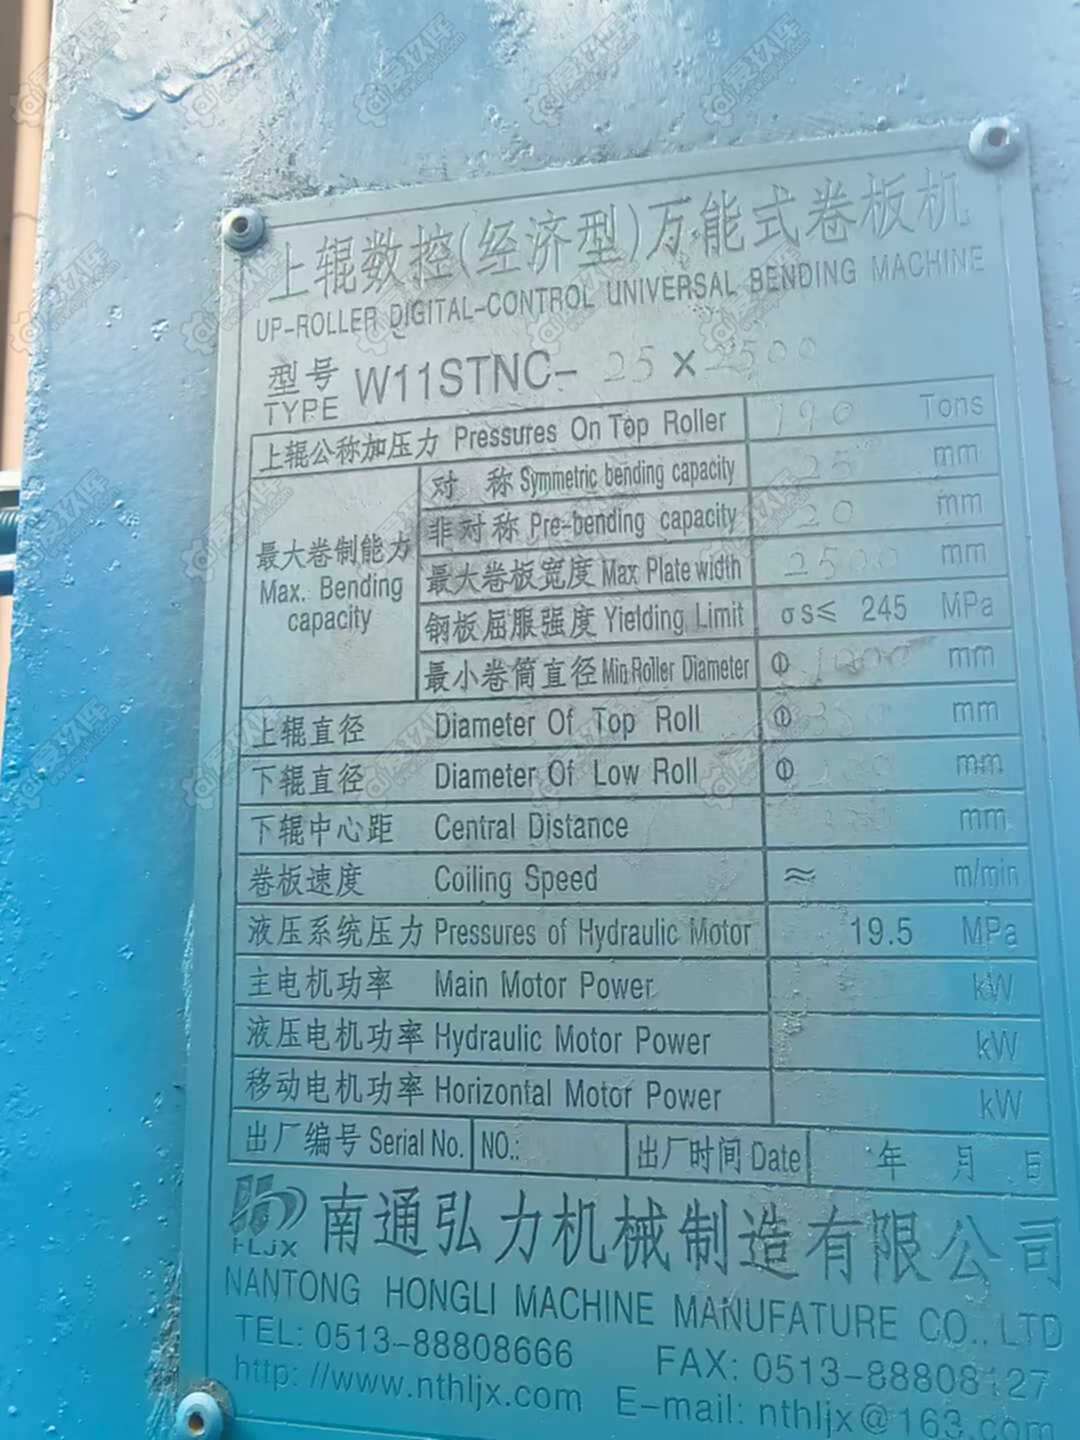 上辊数控(经济型)万能式卷板机
UP-ROLLER DIGITAL-CONTROL UNIVERSAL BENDING MACHINE
型号 TYPE W11STNC- 25 × 2500
上辊公称加压力 Pressures On Top Roller 190 Tons
最大卷制能力 Max. Bending capacity
对 称 Symmetric bending capacity 25 mm
非对称 Pre-bending capacity 20 mm
最大卷板宽度 Max Plate width 2500 mm
钢板屈服强度 Yielding Limit σs≤ 245 MPa
最小卷筒直径 Min Roller Diameter Φ 1000 mm
上辊直径 Diameter Of Top Roll Φ 350 mm
下辊直径 Diameter Of Low Roll Φ mm
下辊中心距 Central Distance mm
卷板速度 Coiling Speed ≈ m/min
液压系统压力 Pressures of Hydraulic Motor 19.5 MPa
主电机功率 Main Motor Power kW
液压电机功率 Hydraulic Motor Power kW
移动电机功率 Horizontal Motor Power kW
出厂编号 Serial No. NO.: 出厂时间 Date 年 月 日
HLJX 南通弘力机械制造有限公司
NANTONG HONGLI MACHINE MANUFATURE CO., LTD
TEL: 0513-88808666 FAX: 0513-88808127
http://www.nthljx.com E-mail: nthljx@163.com